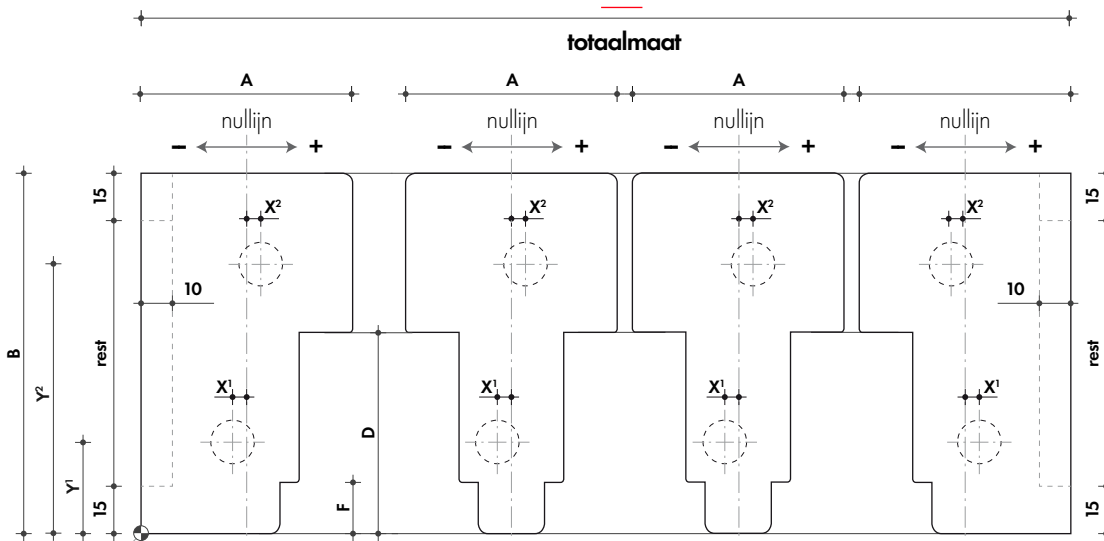 totaalmaat
A A A
nullijn nullijn nullijn nullijn
– + – + – + – +
15 15
X² X² X² X²
10 10
B Y² rest rest
X¹ X¹ X¹ X¹
D
Y¹ F
15 15